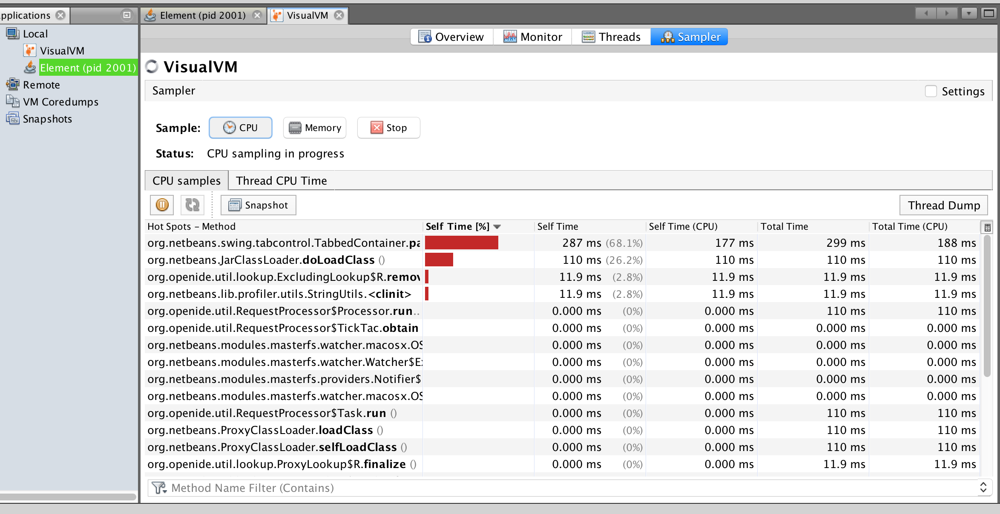 pplications
Element (pid 2001)
VisualVM
Local
VisualVM
Element (pid 2001)
Remote
VM Coredumps
Snapshots
Overview
Monitor
Threads
Sampler
VisualVM
Sampler
Settings
Sample: CPU Memory Stop
Status: CPU sampling in progress
CPU samples Thread CPU Time
Snapshot Thread Dump
Hot Spots – Method Self Time [%] Self Time Self Time (CPU) Total Time Total Time (CPU)
org.netbeans.swing.tabcontrol.TabbedContainer.pa 287 ms (68.1%) 177 ms 299 ms 188 ms
org.netbeans.JarClassLoader.doLoadClass () 110 ms (26.2%) 110 ms 110 ms 110 ms
org.openide.util.lookup.ExcludingLookup$R.remov 11.9 ms (2.8%) 11.9 ms 11.9 ms 11.9 ms
org.netbeans.lib.profiler.utils.StringUtils.<clinit> 11.9 ms (2.8%) 11.9 ms 11.9 ms 11.9 ms
org.openide.util.RequestProcessor$Processor.run.. 0.000 ms (0%) 0.000 ms 110 ms 110 ms
org.openide.util.RequestProcessor$TickTac.obtain 0.000 ms (0%) 0.000 ms 0.000 ms 0.000 ms
org.netbeans.modules.masterfs.watcher.macosx.OS 0.000 ms (0%) 0.000 ms 0.000 ms 0.000 ms
org.netbeans.modules.masterfs.watcher.Watcher$Ex 0.000 ms (0%) 0.000 ms 0.000 ms 0.000 ms
org.netbeans.modules.masterfs.providers.Notifier$ 0.000 ms (0%) 0.000 ms 0.000 ms 0.000 ms
org.netbeans.modules.masterfs.watcher.macosx.OS 0.000 ms (0%) 0.000 ms 0.000 ms 0.000 ms
org.openide.util.RequestProcessor$Task.run () 0.000 ms (0%) 0.000 ms 110 ms 110 ms
org.netbeans.ProxyClassLoader.loadClass () 0.000 ms (0%) 0.000 ms 110 ms 110 ms
org.netbeans.ProxyClassLoader.selfLoadClass () 0.000 ms (0%) 0.000 ms 110 ms 110 ms
org.openide.util.lookup.ProxyLookup$R.finalize () 0.000 ms (0%) 0.000 ms 11.9 ms 11.9 ms
Method Name Filter (Contains)